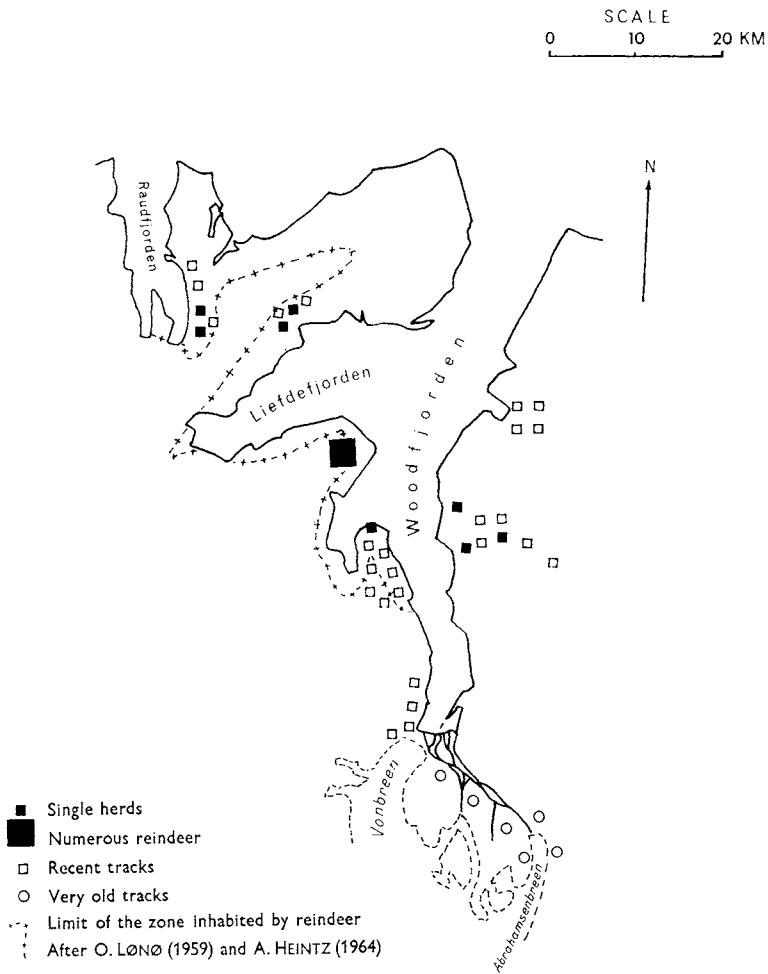 SCALE
0 10 20 KM
N
Raudfjorden
Liefdefjorden
Woodfjorden
Vonbreen
Abrahamsenbreen
Single herds
Numerous reindeer
Recent tracks
Very old tracks
Limit of the zone inhabited by reindeer
After O. LØNØ (1959) and A. HEINTZ (1964)